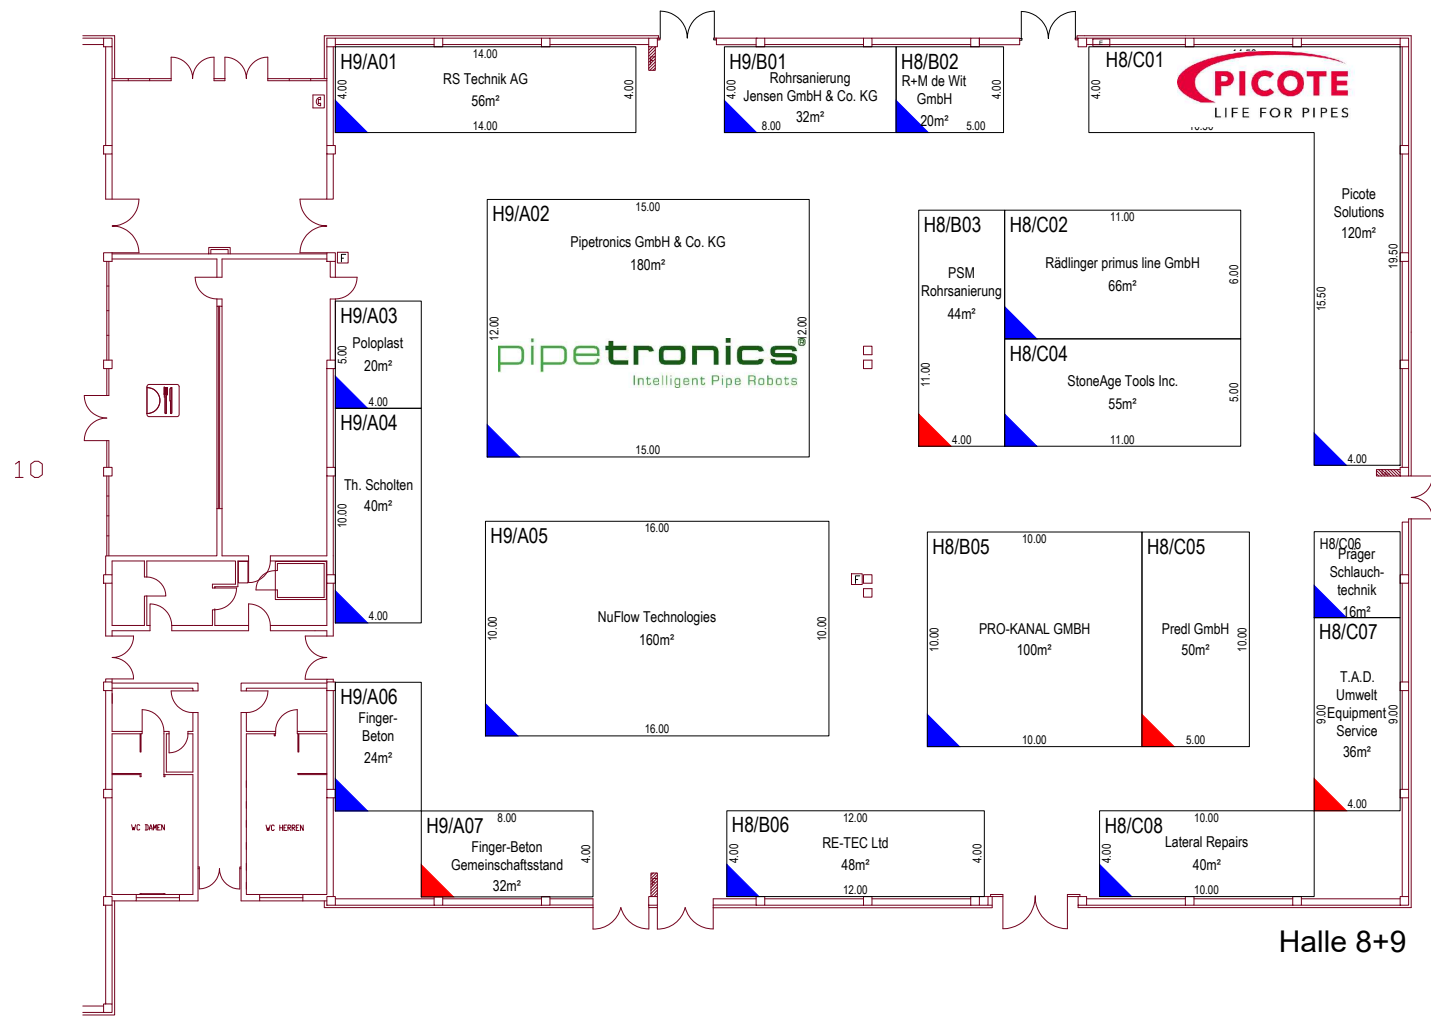 H9/A01
14.00
RS Technik AG
56m²
4.00
4.00
14.00
H9/B01
Rohrsanierung
Jensen GmbH & Co. KG
32m²
4.00
8.00
H8/B02
R+M de Wit
GmbH
20m²
4.00
5.00
H8/C01
4.00
PICOTE
LIFE FOR PIPES
Picote
Solutions
120m²
19.50
15.50
4.00
H9/A02
15.00
Pipetronics GmbH & Co. KG
180m²
12.00
12.00
pipetronics®
Intelligent Pipe Robots
15.00
H8/B03
PSM
Rohrsanierung
44m²
11.00
4.00
H8/C02
11.00
Rädlinger primus line GmbH
66m²
6.00
H8/C04
StoneAge Tools Inc.
55m²
5.00
11.00
F
H9/A03
Poloplast
20m²
5.00
4.00
H9/A04
Th. Scholten
40m²
10.00
4.00
10
H9/A05
16.00
NuFlow Technologies
160m²
10.00
10.00
16.00
F
H8/B05
10.00
PRO-KANAL GMBH
100m²
10.00
10.00
H8/C05
Predl GmbH
50m²
10.00
5.00
H8/C06
Prager
Schlauch-
technik
16m²
H8/C07
T.A.D.
Umwelt
Equipment
Service
36m²
9.00
9.00
4.00
H9/A06
Finger-
Beton
24m²
WC DAMEN
WC HERREN
H9/A07
8.00
Finger-Beton
Gemeinschaftsstand
32m²
4.00
H8/B06
12.00
RE-TEC Ltd
48m²
4.00
4.00
12.00
H8/C08
10.00
Lateral Repairs
40m²
4.00
10.00
Halle 8+9